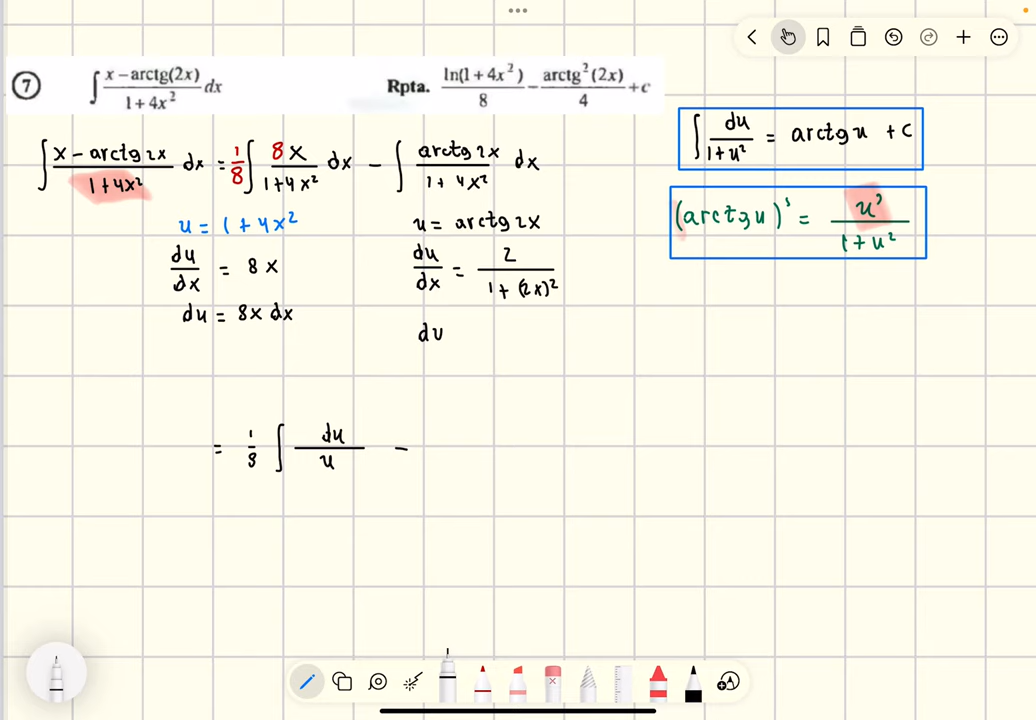 7 ∫ (x – arctg(2x))/(1 + 4x²) dx Rpta. ln(1 + 4x²)/8 – arctg²(2x)/4 + c
∫ du/(1+u²) = arctg u + c
∫ (x - arctg 2x)/(1+4x²) dx = 1/8 ∫ 8x/(1+4x²) dx - ∫ arctg 2x/(1+4x²) dx
(arctg u)' = u'/(1+u²)
u = 1 + 4x² u = arctg 2x
du/dx = 8x du/dx = 2/(1+(2x)²)
du = 8x dx du
= 1/8 ∫ du/u -